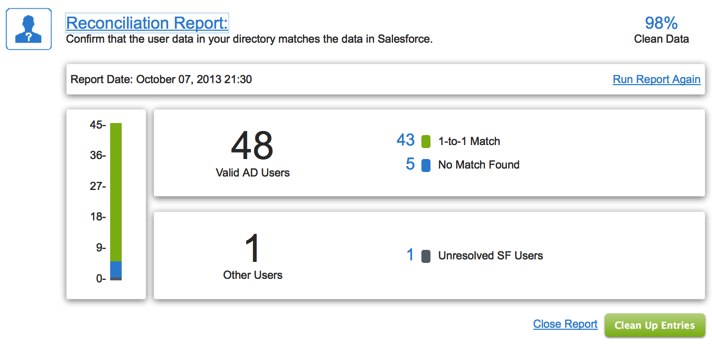 Reconciliation Report:
98%
Confirm that the user data in your directory matches the data in Salesforce.
Clean Data
Report Date: October 07, 2013 21:30
Run Report Again
45-
36-
27-
18-
9-
0-
48
Valid AD Users
43 1-to-1 Match
5 No Match Found
1
Other Users
1 Unresolved SF Users
Close Report
Clean Up Entries